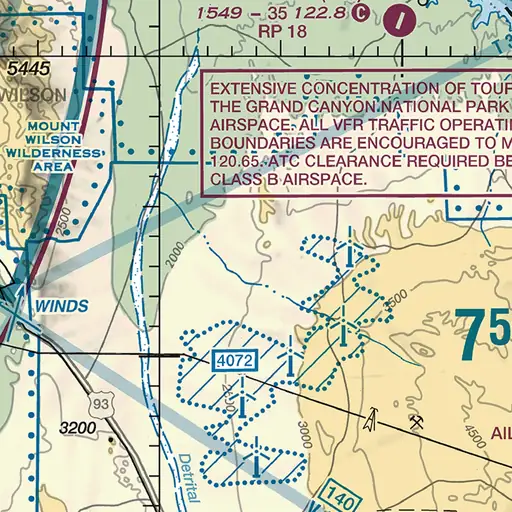 1549 - 35 122.8 C
RP 18
5445
WILSON
MOUNT
WILSON
WILDERNESS
AREA
EXTENSIVE CONCENTRATION OF TOUR
THE GRAND CANYON NATIONAL PARK
AIRSPACE. ALL VFR TRAFFIC OPERATI
BOUNDARIES ARE ENCOURAGED TO M
120.65. ATC CLEARANCE REQUIRED BE
CLASS B AIRSPACE.
2500
2000
WINDS
3500
75
4072
93
2500
3200
3000
4500
AIL
Detrital
140
V